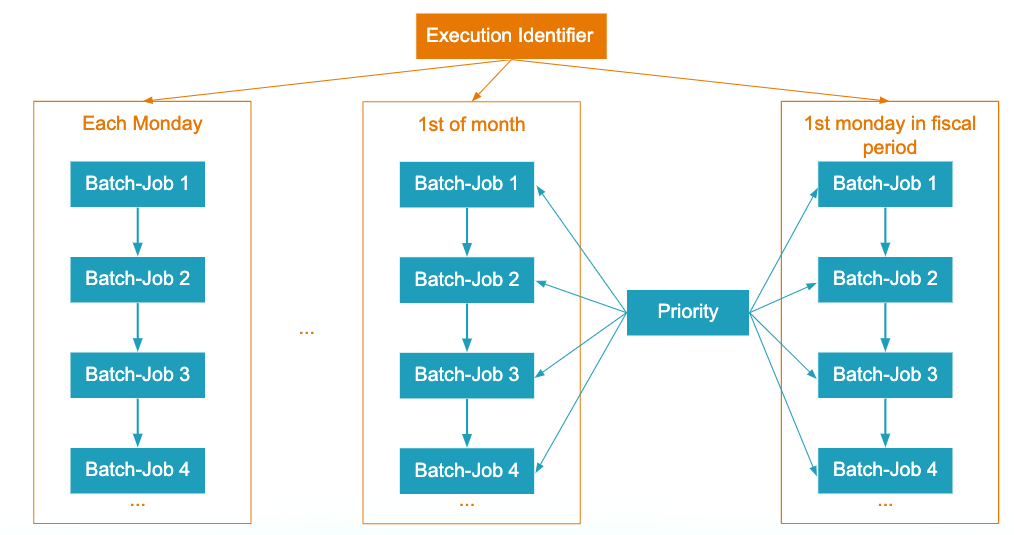 Execution Identifier
Each Monday
Batch-Job 1
Batch-Job 2
Batch-Job 3
Batch-Job 4
...
...
1st of month
Batch-Job 1
Batch-Job 2
Batch-Job 3
Batch-Job 4
...
Priority
1st monday in fiscal
period
Batch-Job 1
Batch-Job 2
Batch-Job 3
Batch-Job 4
...